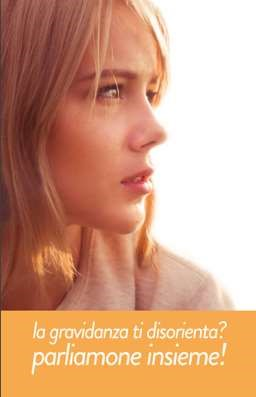 la gravidanza ti disorienta?
parliamone insieme!